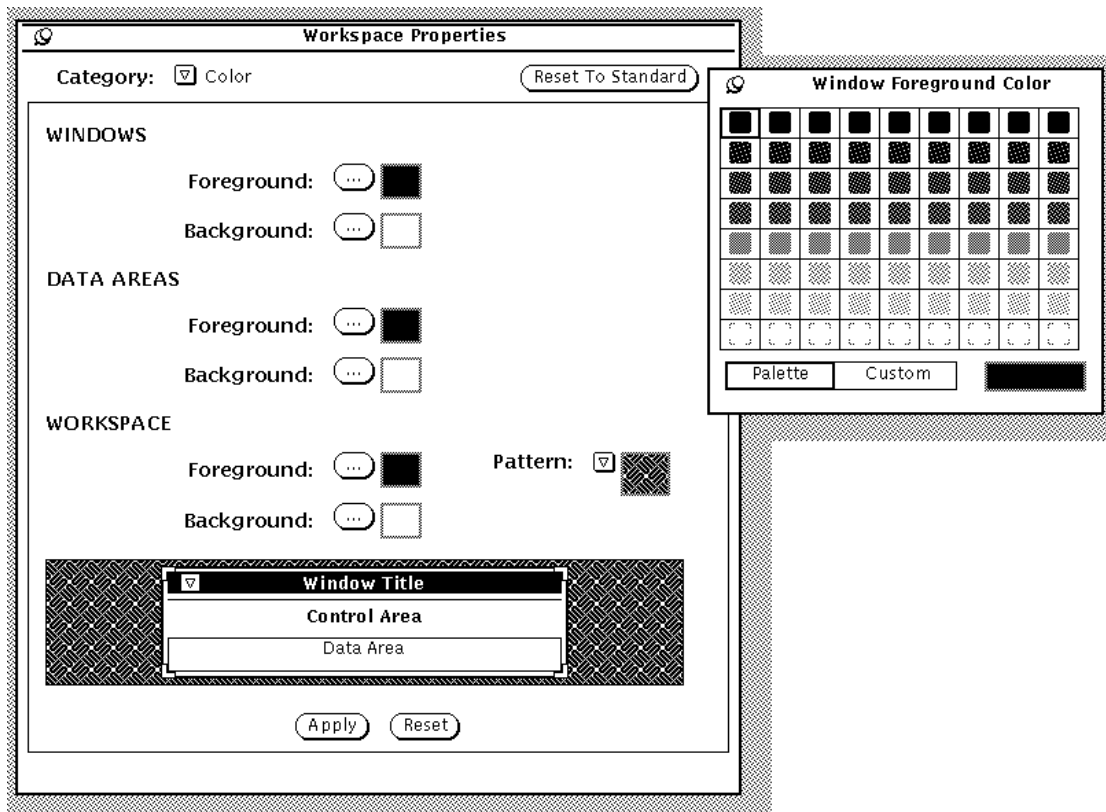 Workspace Properties
Category: Color
Reset To Standard
WINDOWS
Foreground: ...
Background: ...
DATA AREAS
Foreground: ...
Background: ...
WORKSPACE
Foreground: ...
Pattern:
Background: ...
Window Title
Control Area
Data Area
Apply Reset
Window Foreground Color
Palette Custom